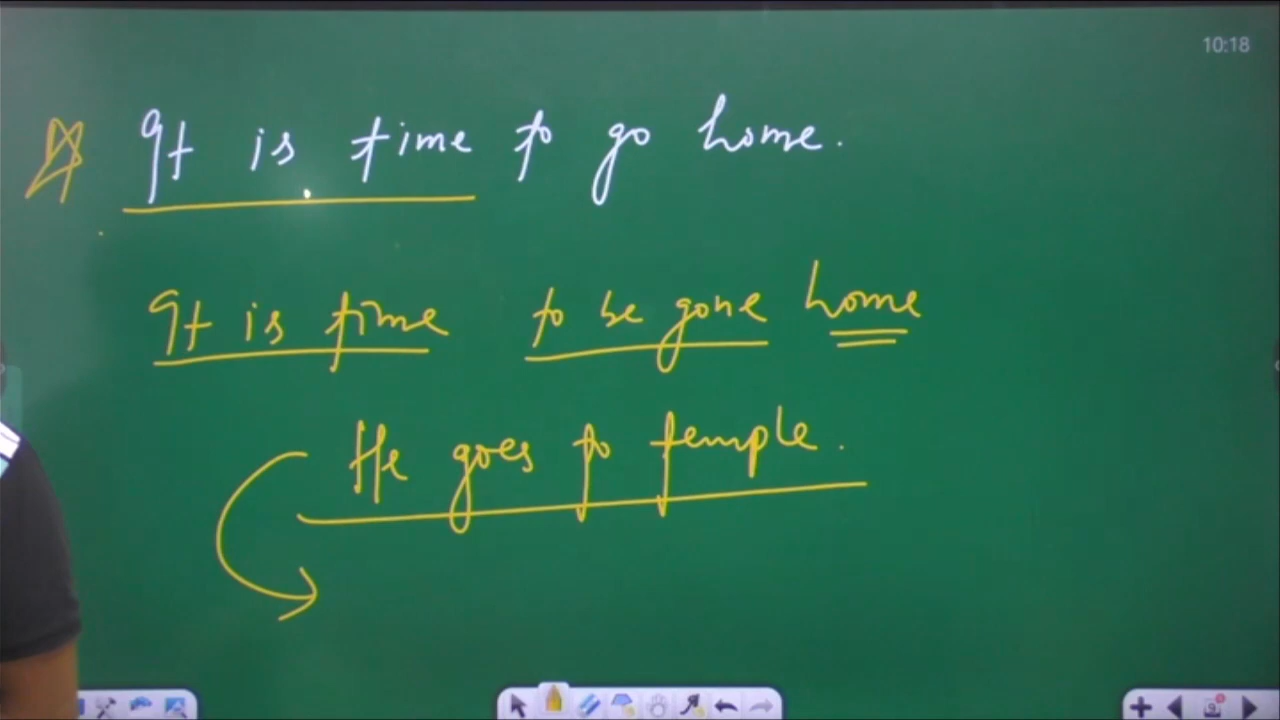 10:18
It is time to go home.
It is time to be gone home
He goes to temple.